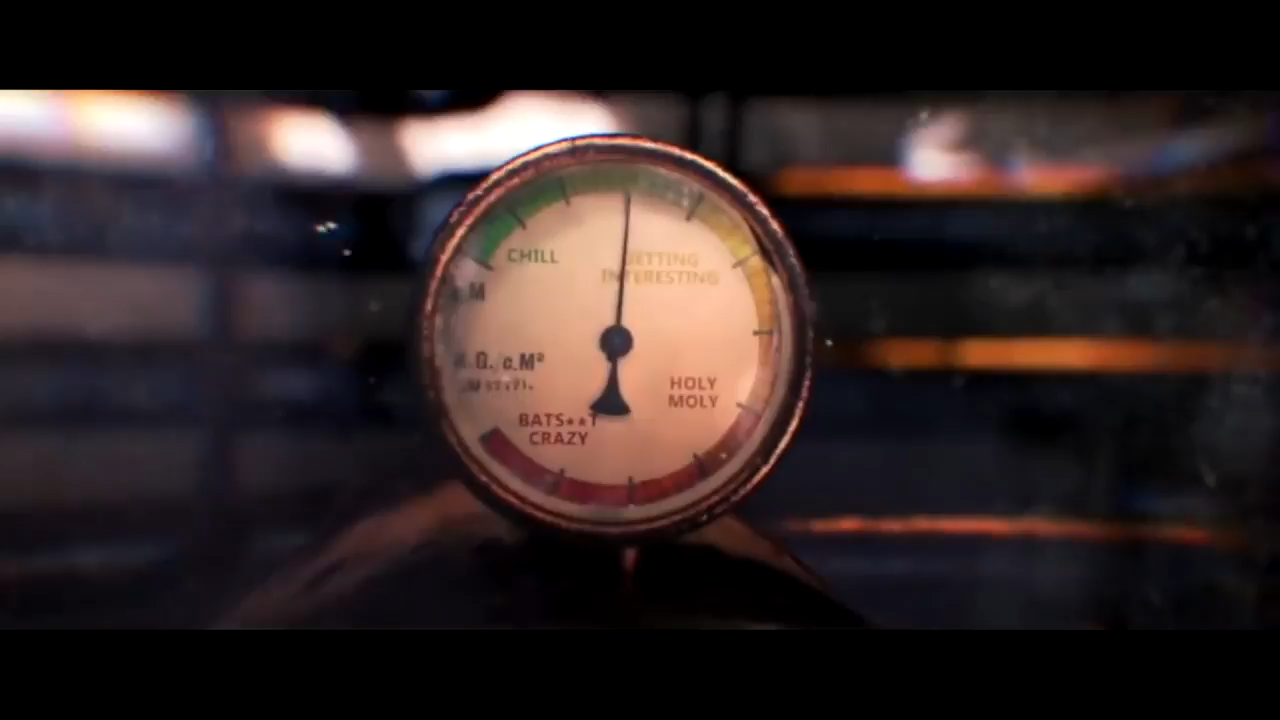 CHILL
GETTING
INTERESTING
HOLY
MOLY
BATS**T
CRAZY